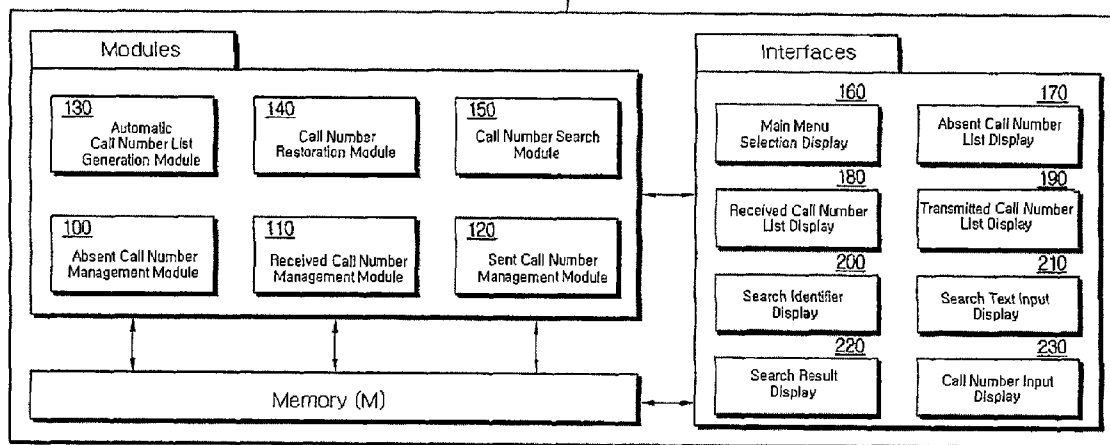 Modules
130
Automatic
Call Number List
Generation Module
140
Call Number
Restoration Module
150
Call Number Search
Module
100
Absent Call Number
Management Module
110
Received Call Number
Management Module
120
Sent Call Number
Management Module
Memory (M)
Interfaces
160
Main Menu
Selection Display
170
Absent Call Number
List Display
180
Received Call Number
List Display
190
Transmitted Call Number
List Display
200
Search Identifier
Display
210
Search Text Input
Display
220
Search Result
Display
230
Call Number Input
Display